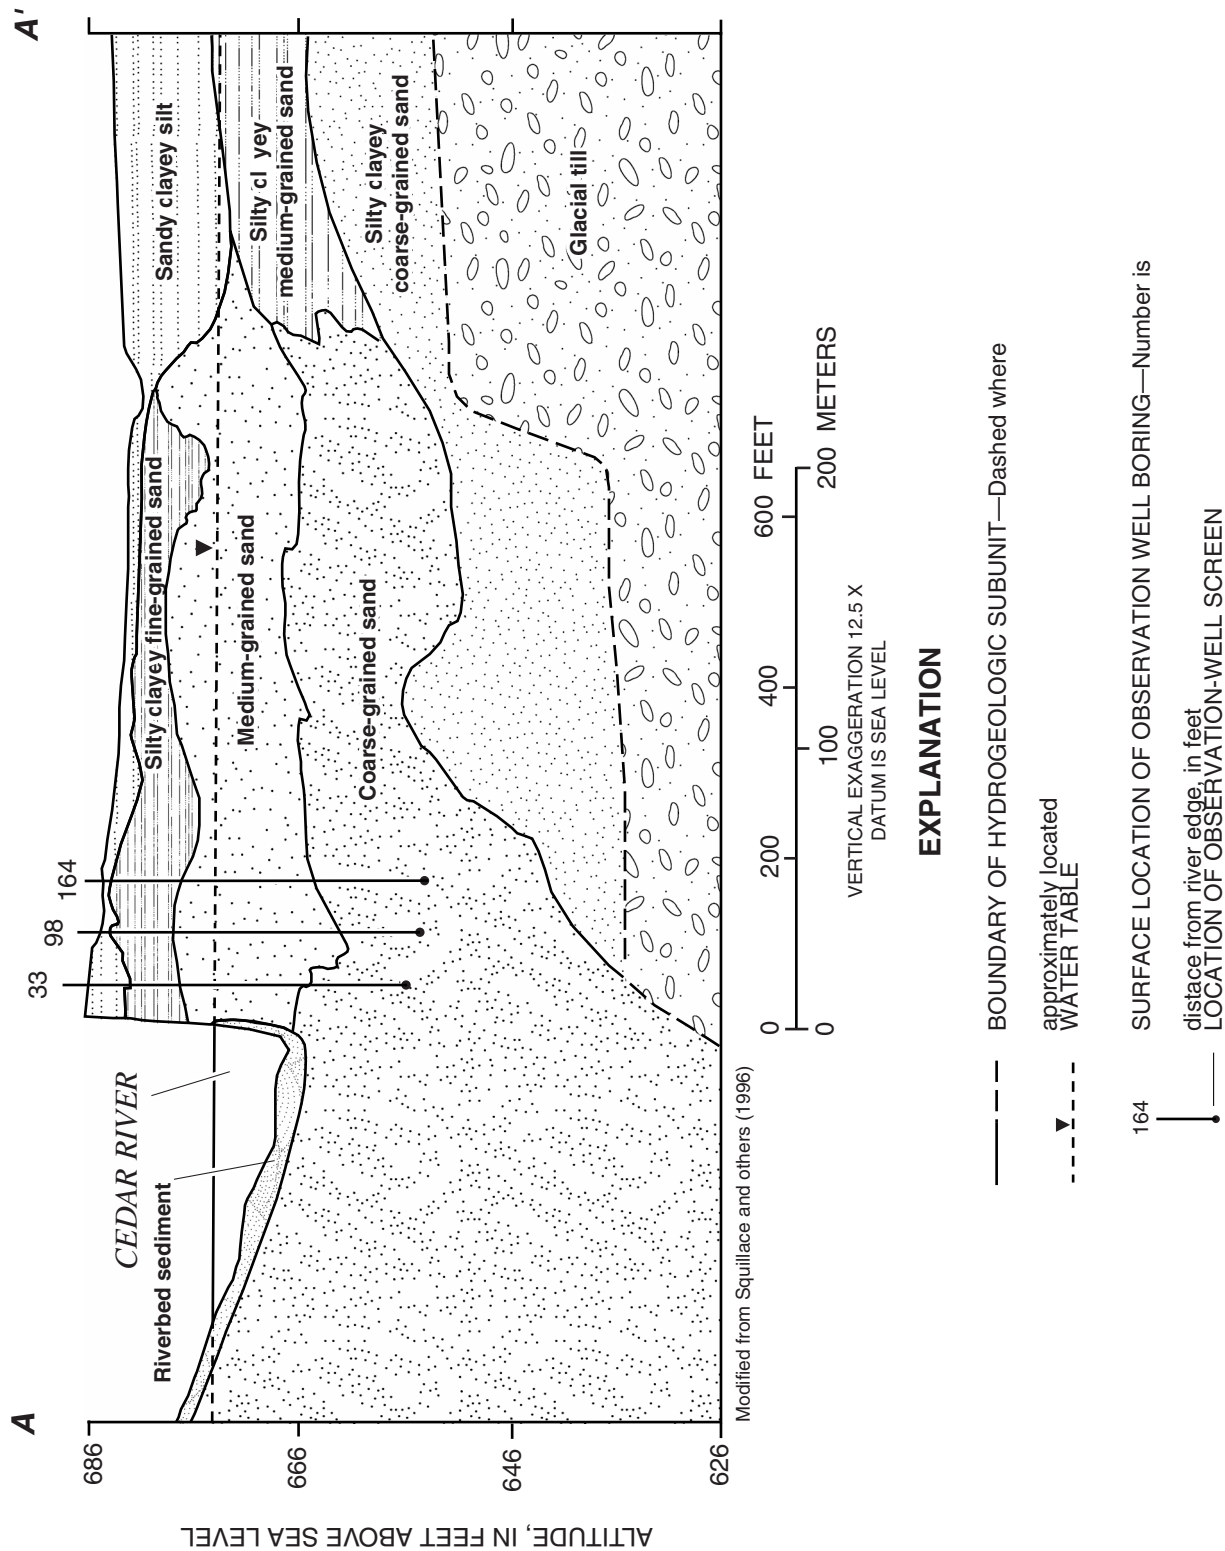 A
A'
33
98
164
CEDAR RIVER
Riverbed sediment
Sandy clayey silt
Silty clayey fine-grained sand
Silty cl yey
medium-grained sand
Medium-grained sand
Silty clayey
coarse-grained sand
Coarse-grained sand
Glacial till
686
666
646
626
ALTITUDE, IN FEET ABOVE SEA LEVEL
Modified from Squillace and others (1996)
0 200 400 600 FEET
0 100 200 METERS
VERTICAL EXAGGERATION 12.5 X
DATUM IS SEA LEVEL
EXPLANATION
BOUNDARY OF HYDROGEOLOGIC SUBUNIT—Dashed where
approximately located
WATER TABLE
164
SURFACE LOCATION OF OBSERVATION WELL BORING—Number is
distace from river edge, in feet
LOCATION OF OBSERVATION-WELL SCREEN